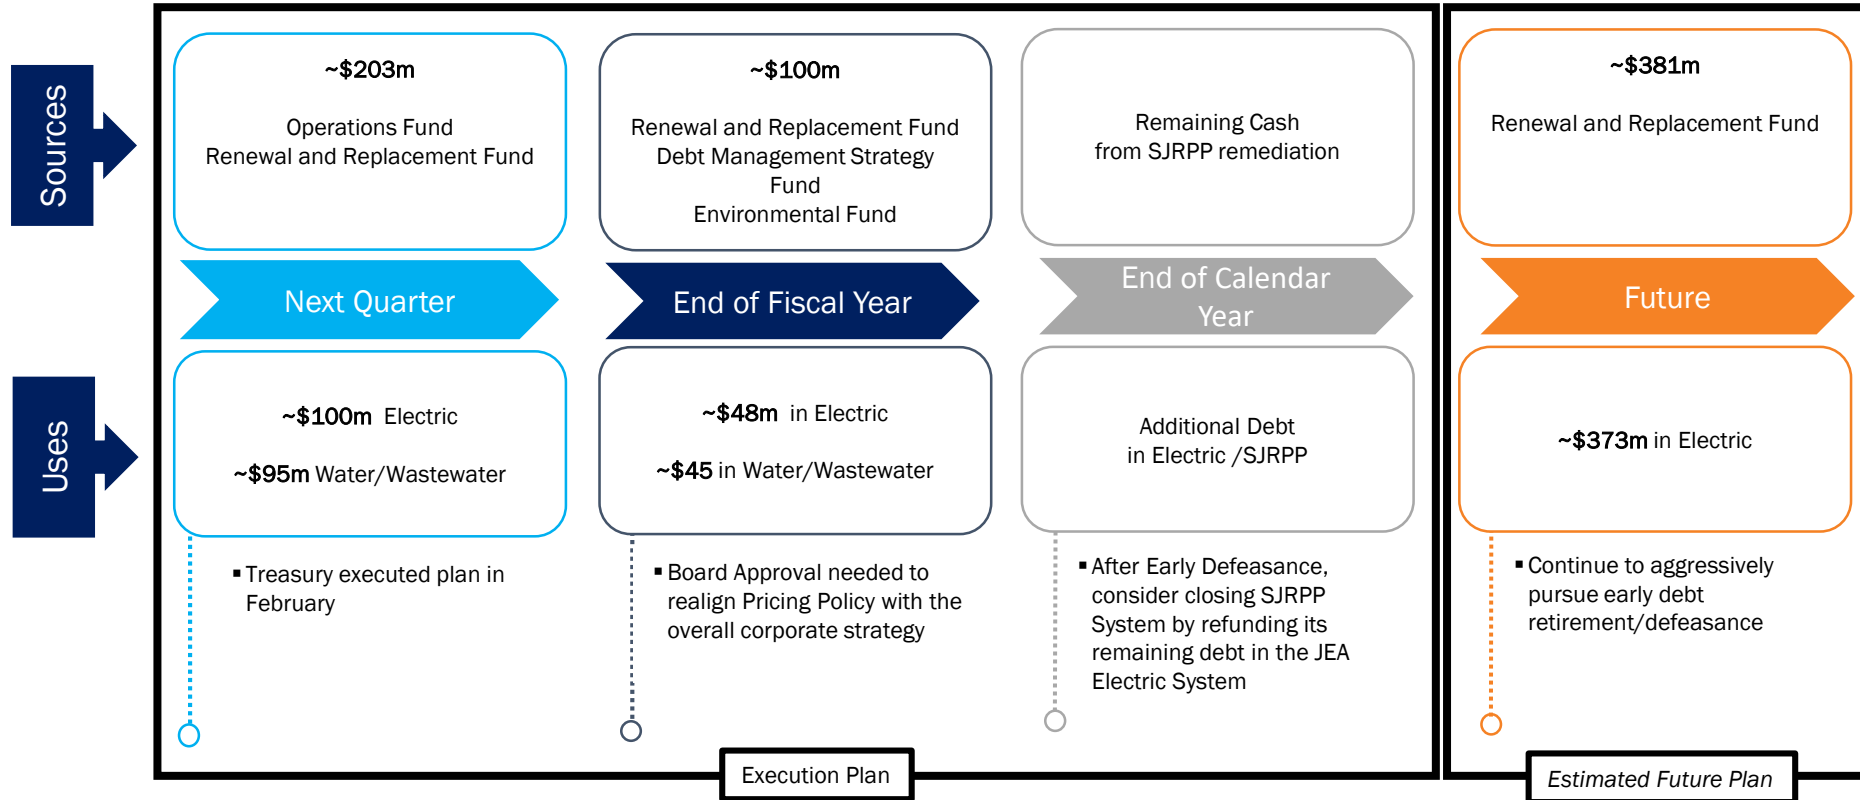 Sources
~$203m
Operations Fund
Renewal and Replacement Fund
~$100m
Renewal and Replacement Fund
Debt Management Strategy
Fund
Environmental Fund
Remaining Cash
from SJRPP remediation
~$381m
Renewal and Replacement Fund
Next Quarter
End of Fiscal Year
End of Calendar
Year
Future
Uses
~$100m Electric
~$95m Water/Wastewater
~$48m in Electric
~$45 in Water/Wastewater
Additional Debt
in Electric /SJRPP
~$373m in Electric
▪ Treasury executed plan in
February
▪ Board Approval needed to
realign Pricing Policy with the
overall corporate strategy
▪ After Early Defeasance,
consider closing SJRPP
System by refunding its
remaining debt in the JEA
Electric System
▪ Continue to aggressively
pursue early debt
retirement/defeasance
Execution Plan
Estimated Future Plan